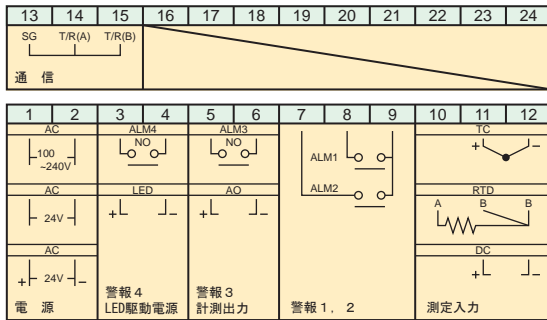 13 14 15 16 17 18 19 20 21 22 23 24
SG T/R(A) T/R(B)
通 信
1 2 3 4 5 6 7 8 9 10 11 12
AC ALM4 ALM3 TC
NO NO + -
100
~240V
ALM1
AC LED AO ALM2 RTD
24V + - + - A B B
AC DC
+ 24V - + -
電 源
警報4
LED駆動電源
警報3
計測出力
警報1, 2
測定入力